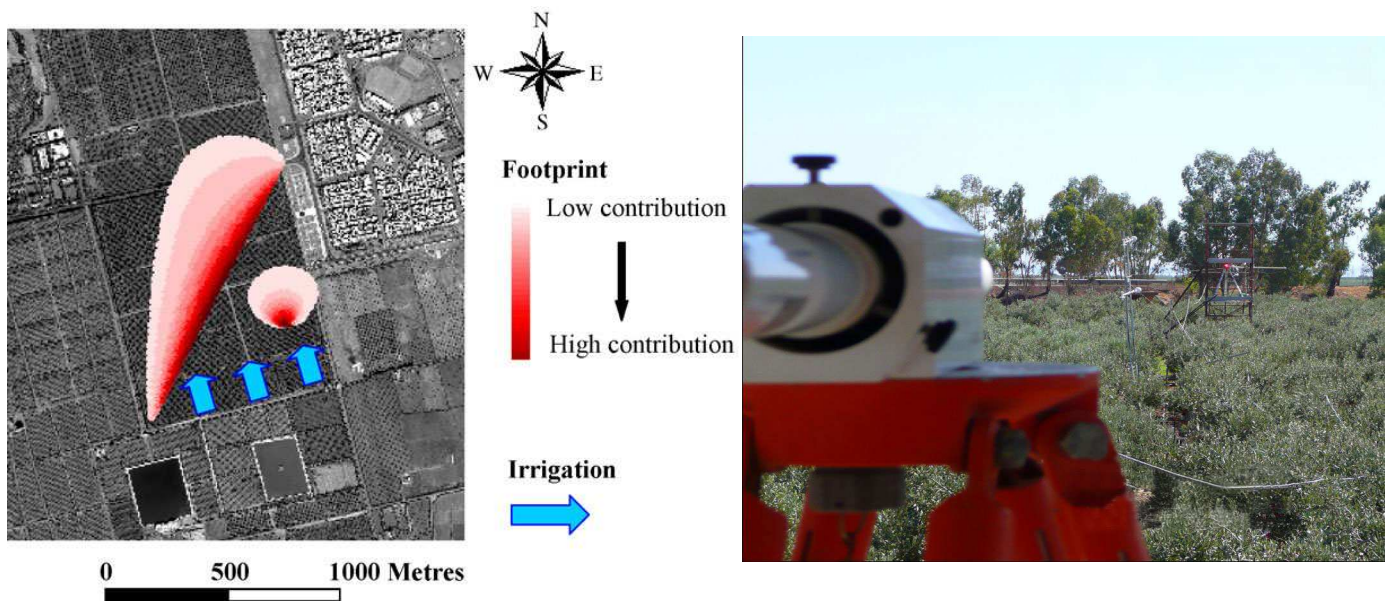 N
W E
S
Footprint
Low contribution
High contribution
Irrigation
0 500 1000 Metres